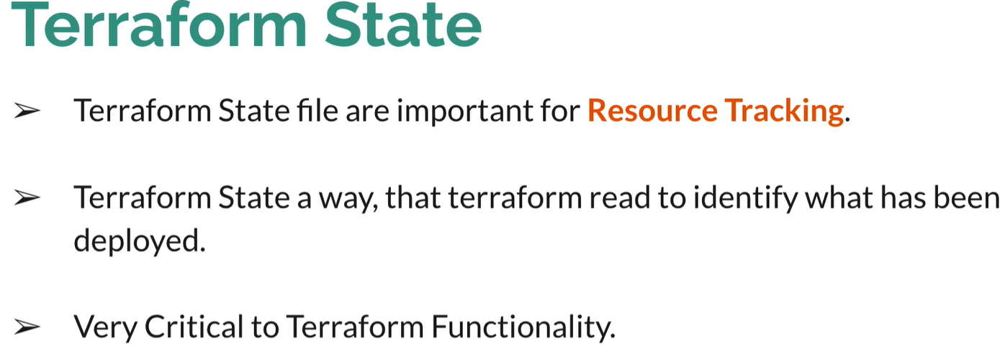 Terraform State
➢ Terraform State file are important for Resource Tracking.
➢ Terraform State a way, that terraform read to identify what has been
deployed.
➢ Very Critical to Terraform Functionality.